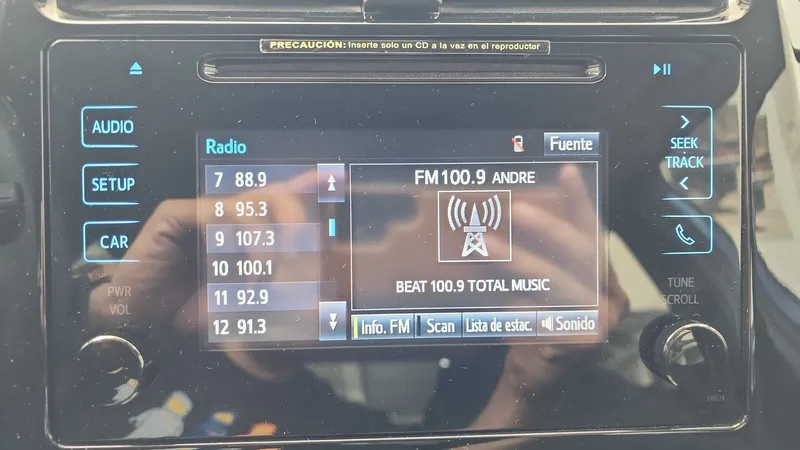 PRECAUCIÓN: Inserte solo un CD a la vez en el reproductor
AUDIO
SETUP
CAR
PWR
VOL
Radio
Fuente
7 88.9
8 95.3
9 107.3
10 100.1
11 92.9
12 91.3
FM100.9 ANDRE
BEAT 100.9 TOTAL MUSIC
Info. FM
Scan
Lista de estac.
Sonido
SEEK
TRACK
TUNE
SCROLL